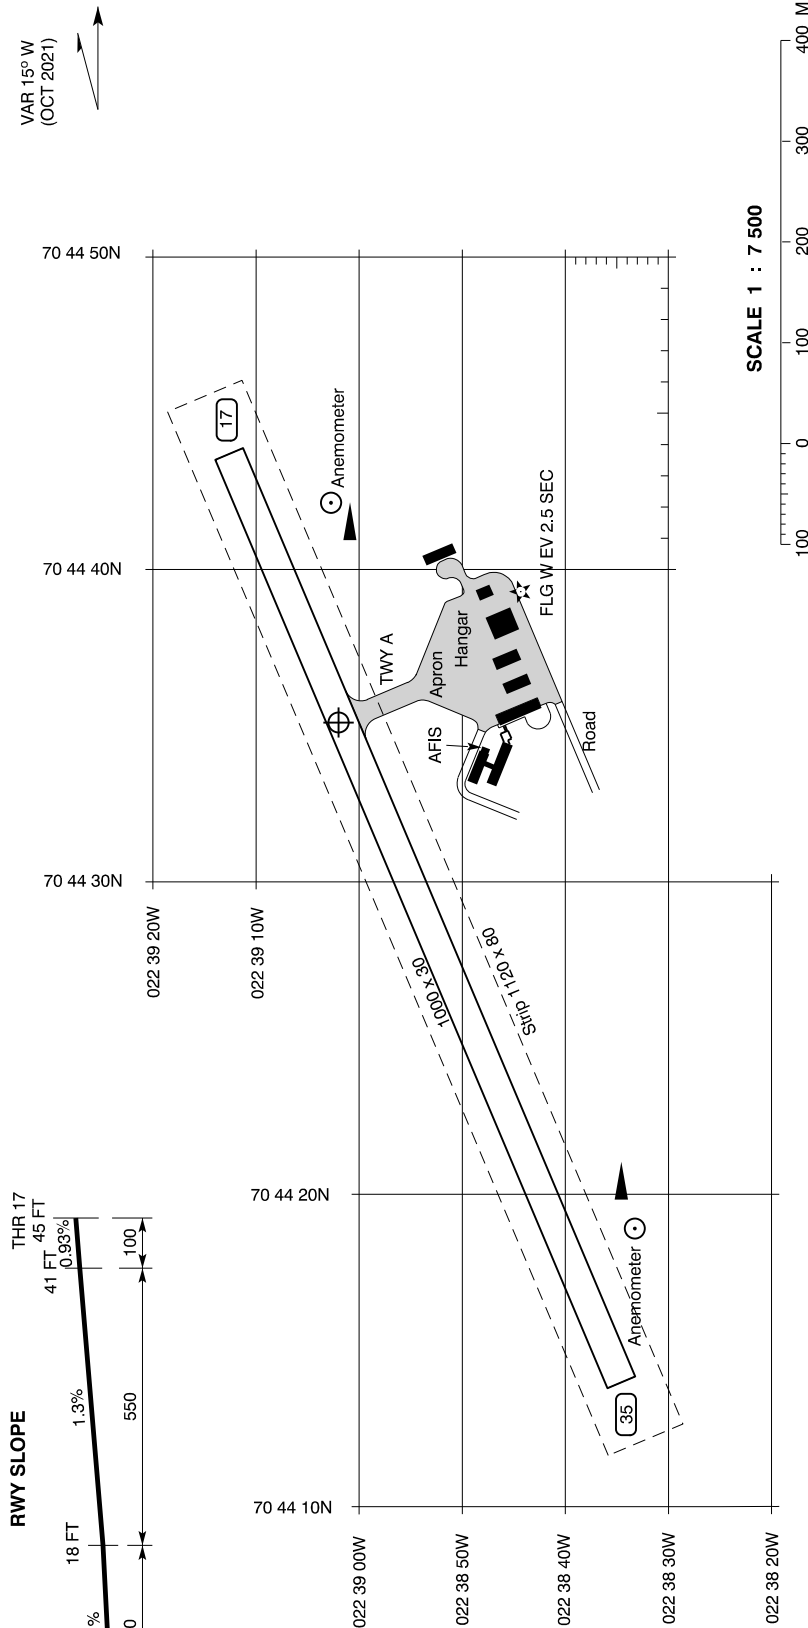 VAR 15° W
(OCT 2021)
70 44 50N
17
Anemometer
70 44 40N
FLG W EV 2.5 SEC
TWY A
Hangar
Apron
AFIS
Road
70 44 30N
022 39 20W
022 39 10W
1000 x 30
Strip 1120 x 80
70 44 20N
Anemometer
35
70 44 10N
022 39 00W
022 38 50W
022 38 40W
022 38 30W
022 38 20W
SCALE 1 : 7 500
100
0
100
200
300
400 M
RWY SLOPE
THR 17
45 FT
0.93%
41 FT
100
1.3%
550
18 FT
%
0